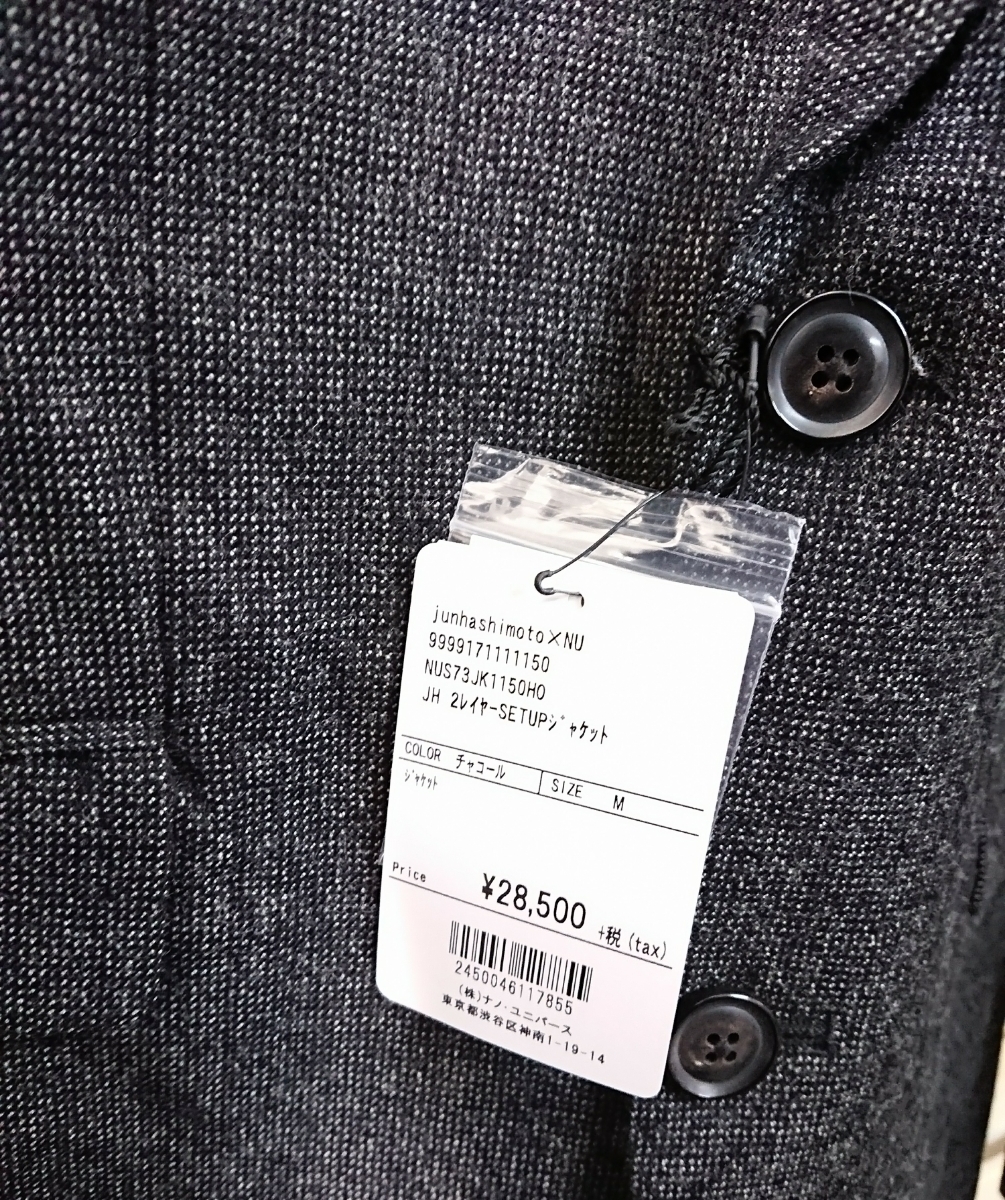 junhashimoto×NU
9999171111150
NUS73JK1150HO
JH 2ﾚｲﾔｰSETUPｼﾞｬｹｯﾄ
COLOR チャコール SIZE M
ｼﾞｬｹｯﾄ
Price ¥28,500 +税(tax)
2450046117855
(株)ナノ・ユニバース
東京都渋谷区神南1-19-14